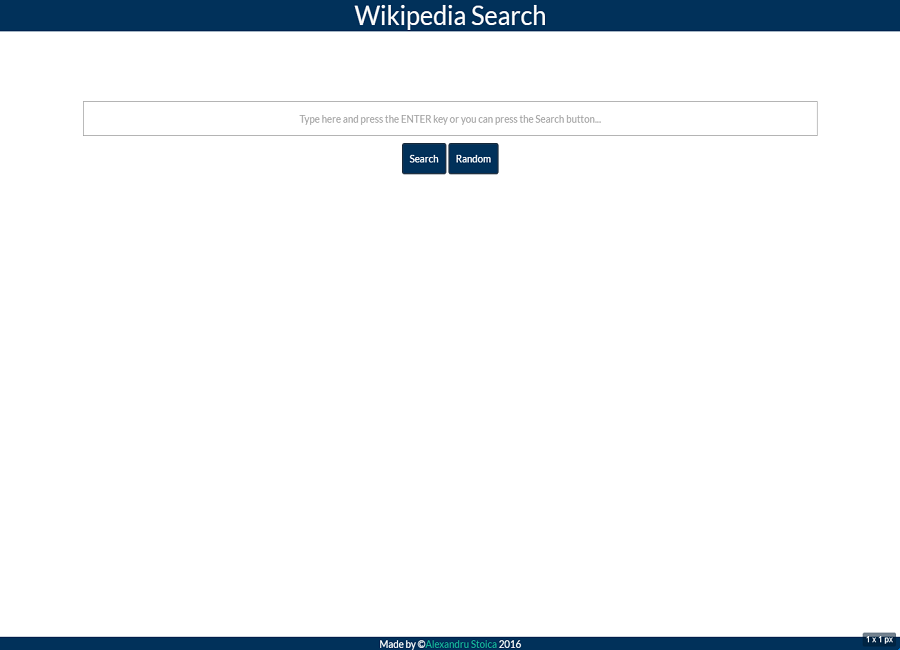 Wikipedia Search
Type here and press the ENTER key or you can press the Search button...
Search Random
Made by ©Alexandru Stoica 2016
1 x 1 px